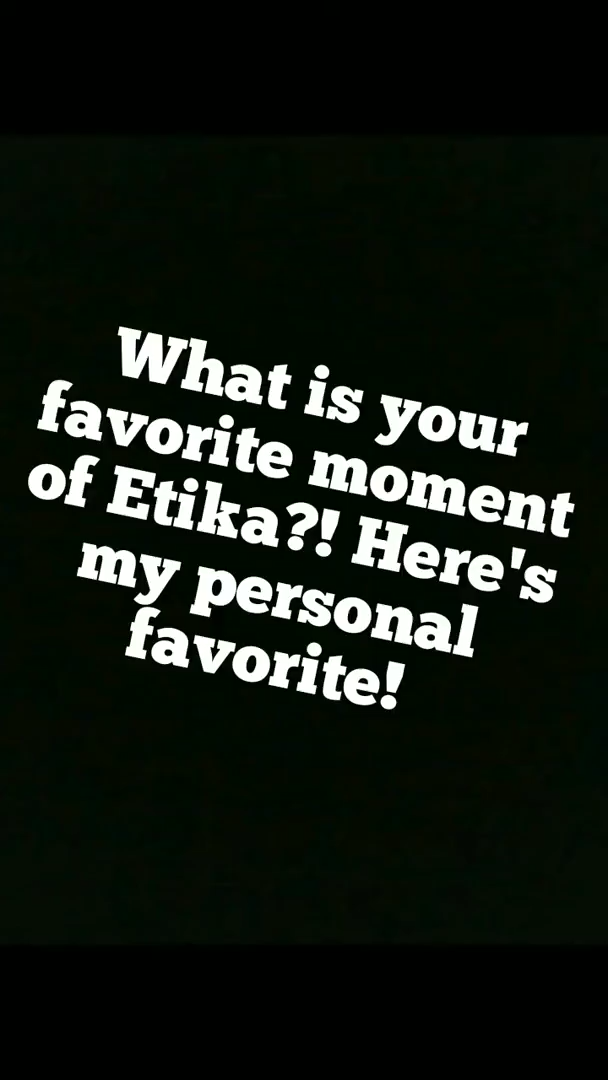 What is your
favorite moment
of Etika?! Here's
my personal
favorite!